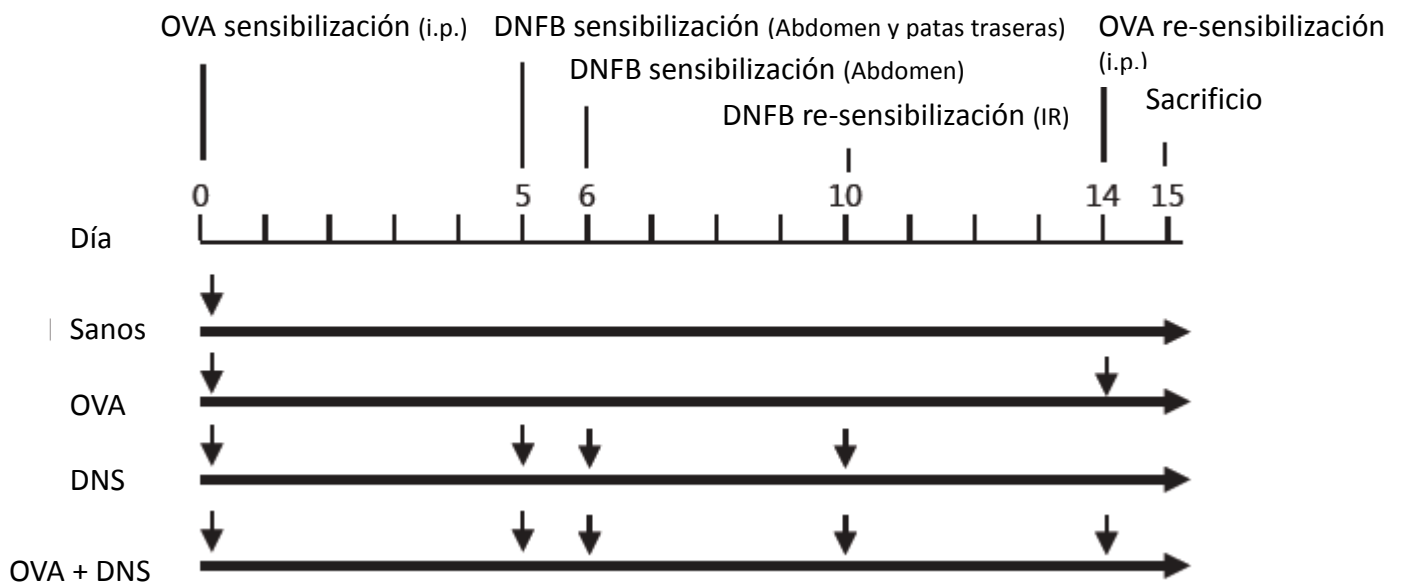 OVA sensibilización (i.p.)
DNFB sensibilización (Abdomen y patas traseras)
OVA re-sensibilización
(i.p.)
DNFB sensibilización (Abdomen)
Sacrificio
DNFB re-sensibilización (IR)
0 5 6 10 14 15
Día
Sanos
OVA
DNS
OVA + DNS